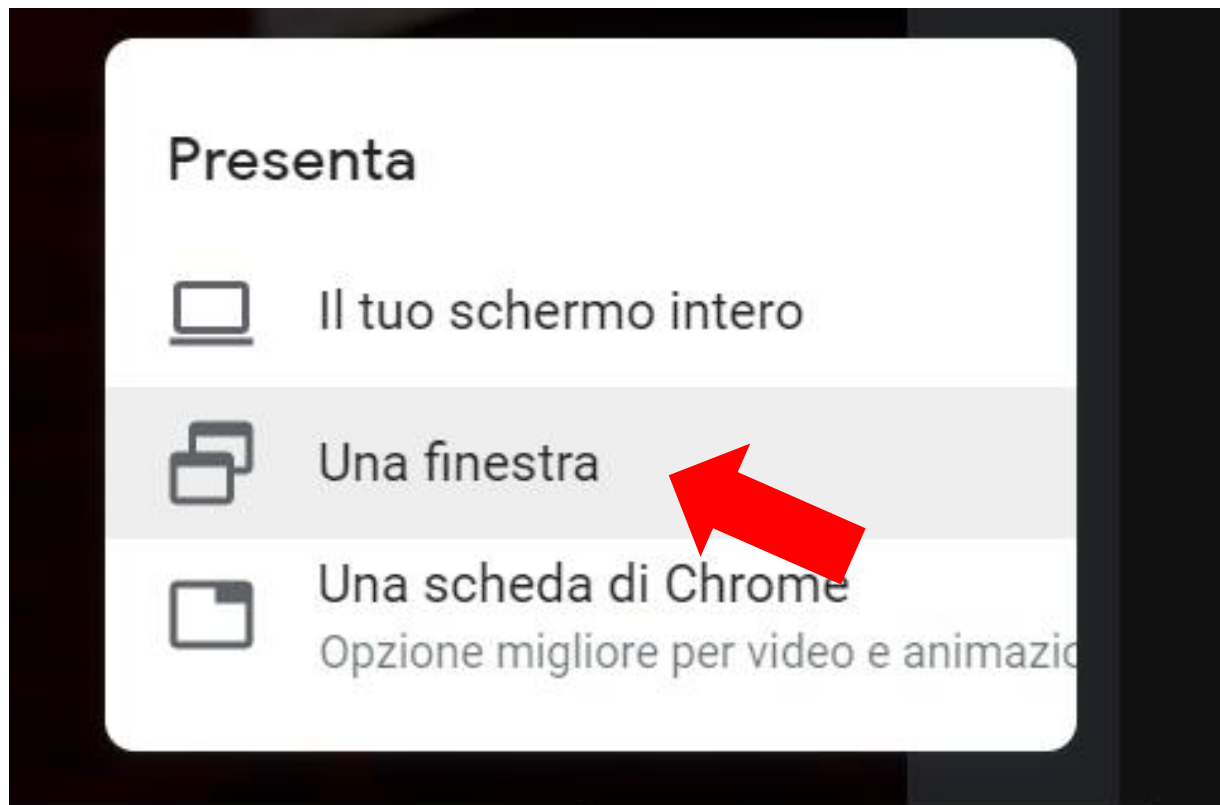 Presenta
Il tuo schermo intero
Una finestra
Una scheda di Chrome
Opzione migliore per video e